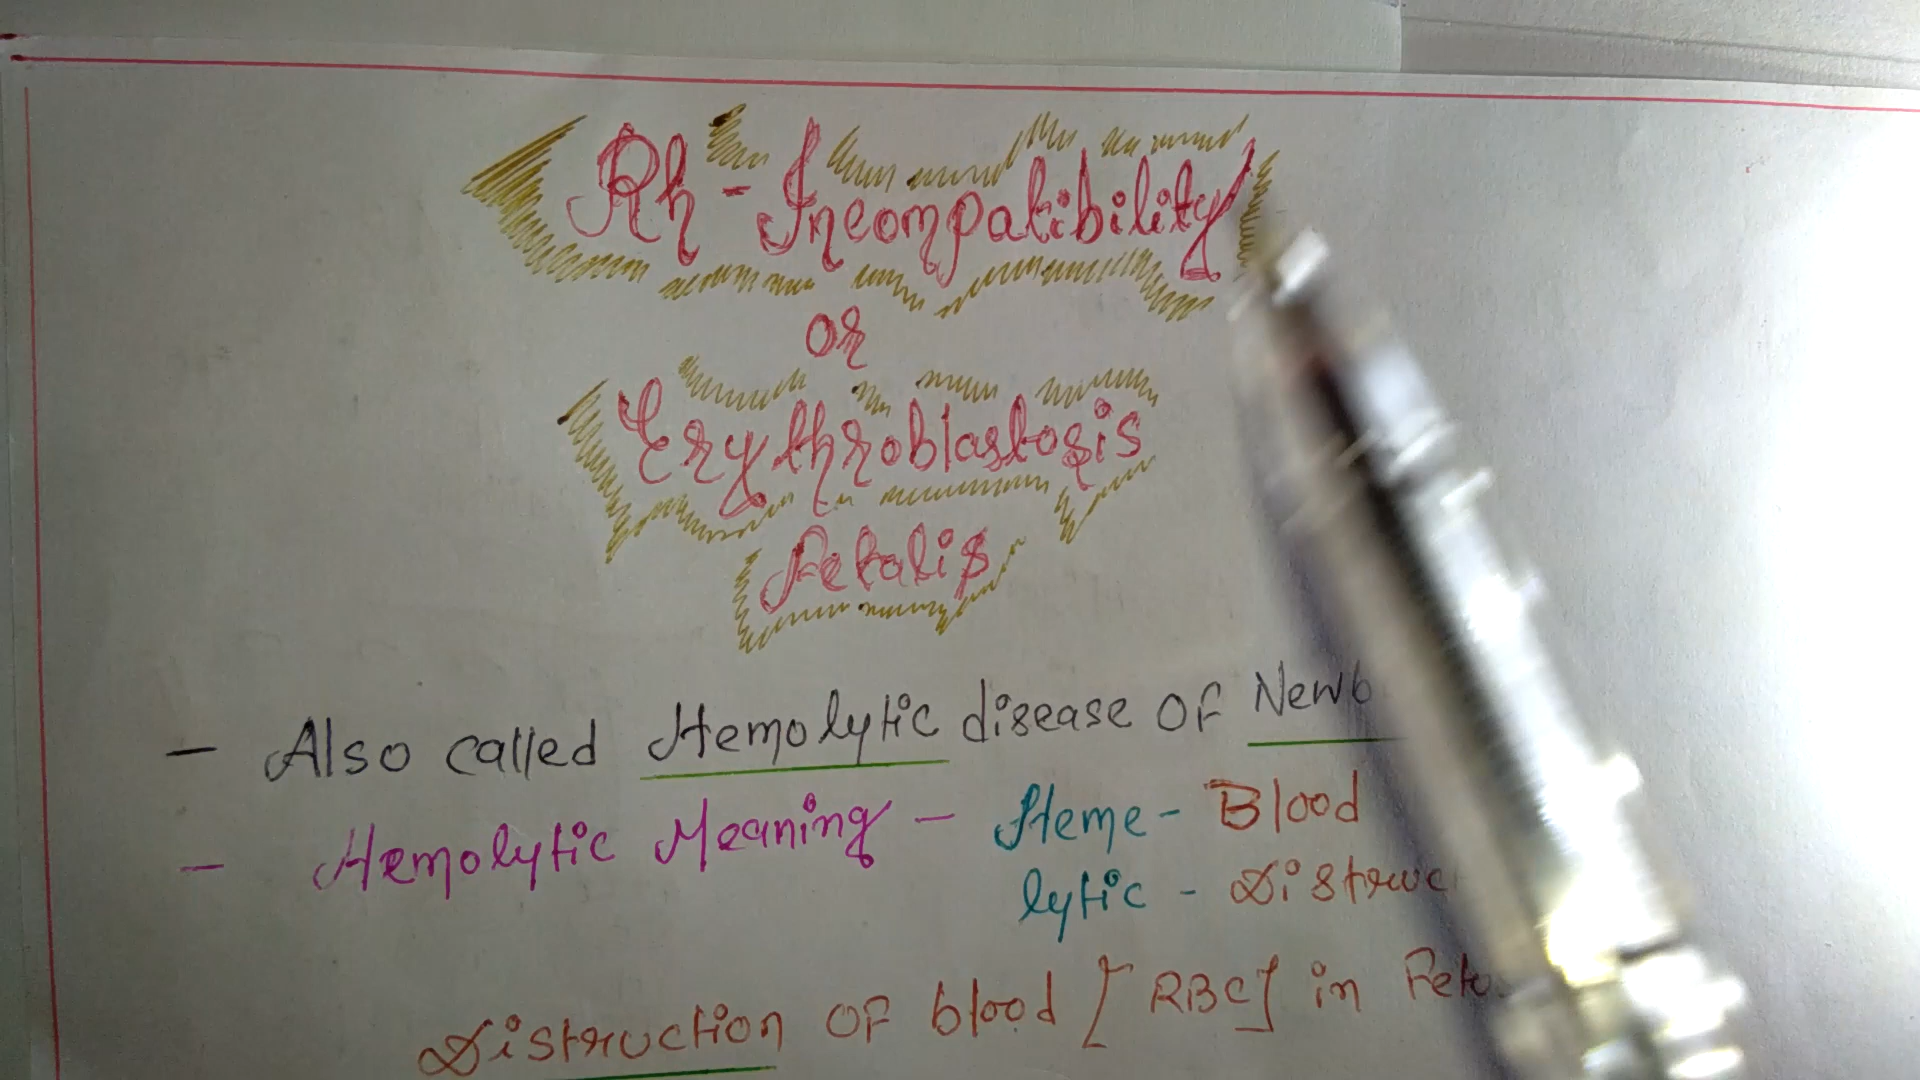 Rh - Incompatibility
or
Erythroblastosis
Fetalis
- Also called Hemolytic disease of
- Hemolytic Meaning - Heme - Blood
lytic -
Distruction of blood [RBC] in